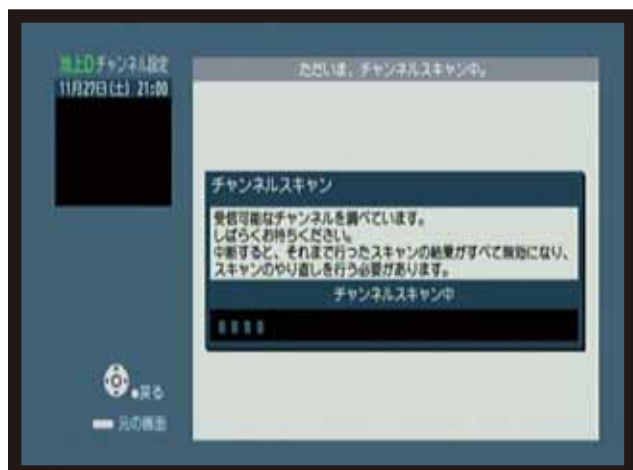 地上Dチャンネル設定
11月27日(土) 21:00
ただいま、チャンネルスキャン中。
チャンネルスキャン
受信可能なチャンネルを調べています。
しばらくお待ちください。
中断すると、それまで行ったスキャンの結果がすべて無効になり、
スキャンのやり直しを行う必要があります。
チャンネルスキャン中
戻る
元の画面